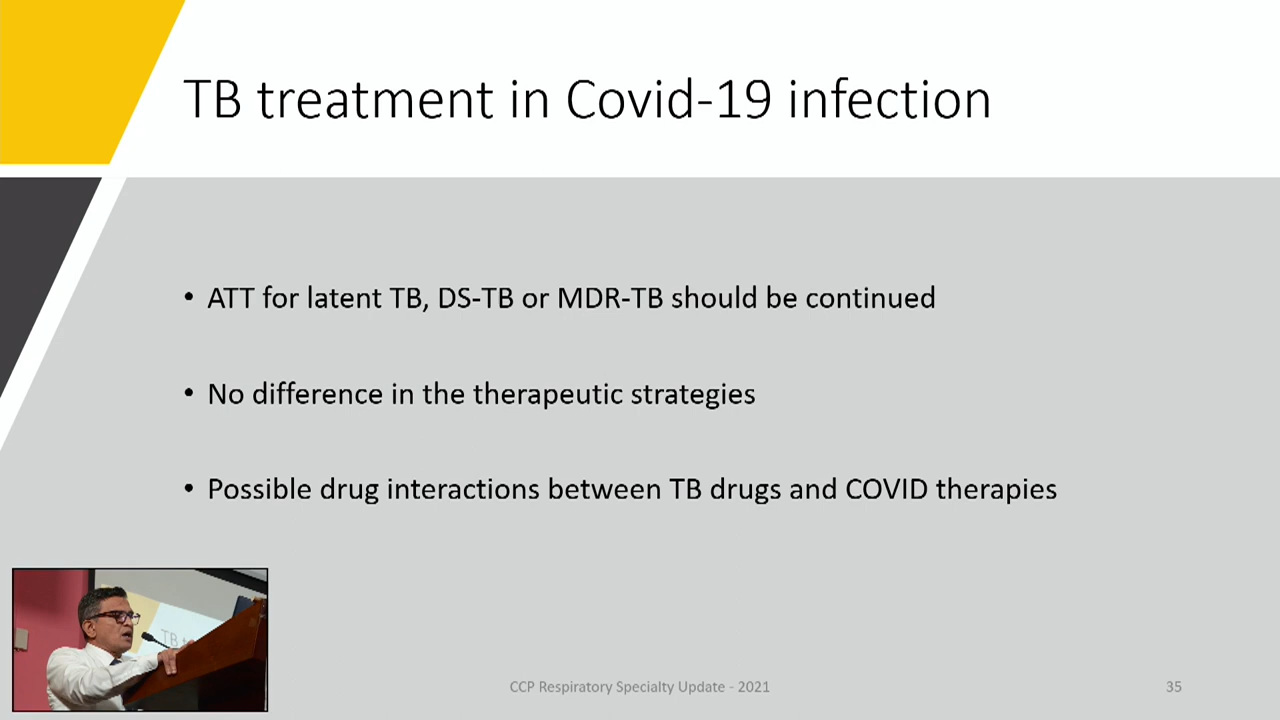 TB treatment in Covid-19 infection
• ATT for latent TB, DS-TB or MDR-TB should be continued
• No difference in the therapeutic strategies
• Possible drug interactions between TB drugs and COVID therapies
TB
CCP Respiratory Specialty Update - 2021
35